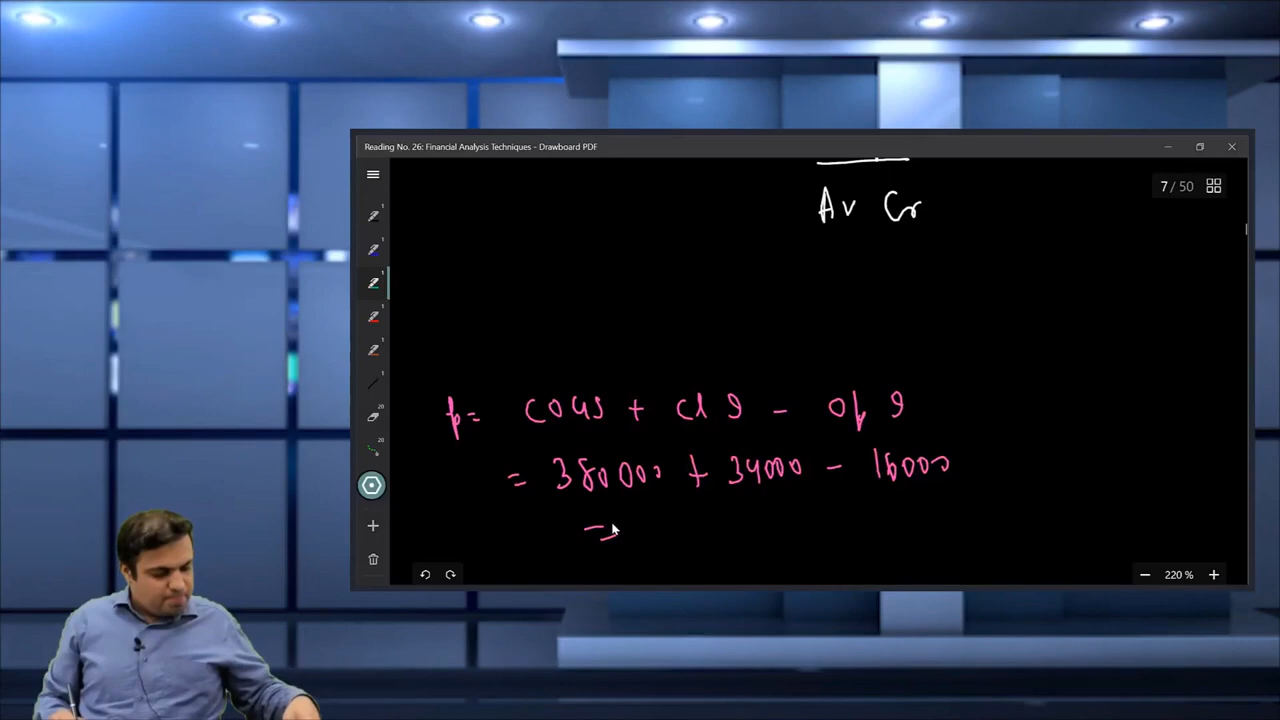 Reading No. 26: Financial Analysis Techniques - Drawboard PDF
7 / 50
Av Cr
p = COGS + Cl I - Op I
= 380000 + 34000 - 16000
=
220 %